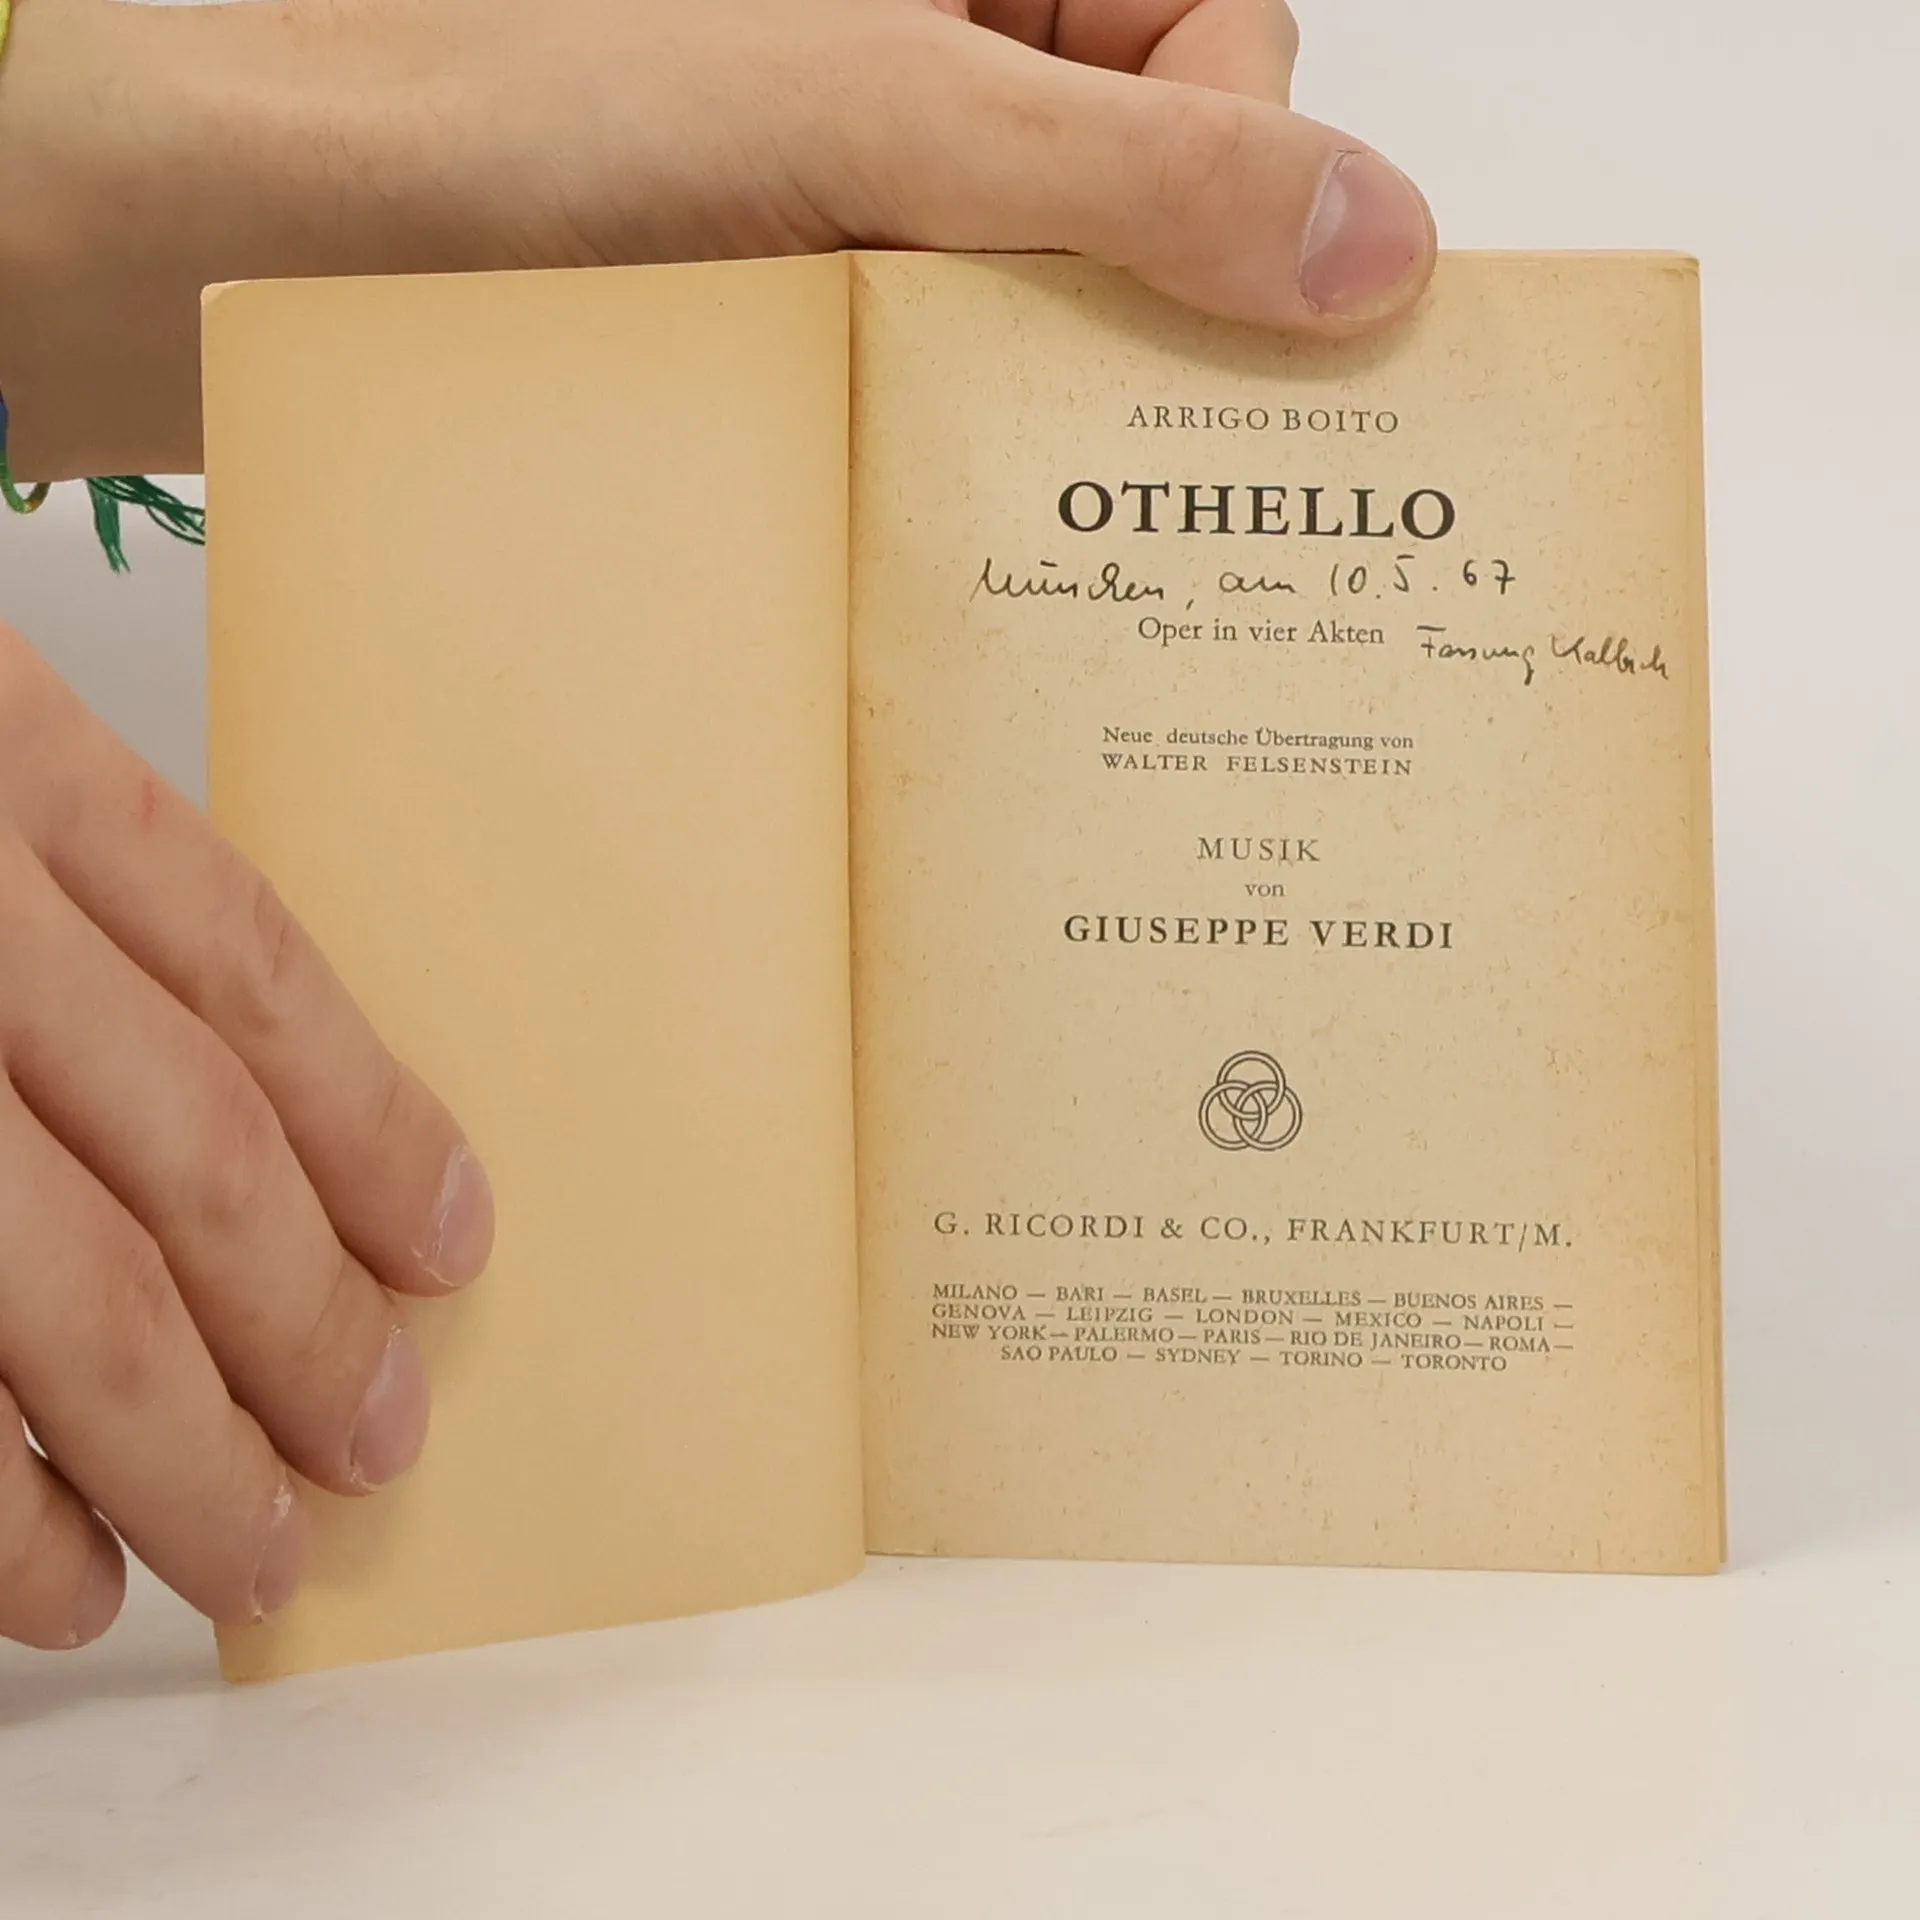 ARRIGO BOITO
OTHELLO
München, am 10.5.67
Oper in vier Akten Fassung Kalbeck
Neue deutsche Übertragung von
WALTER FELSENSTEIN
MUSIK
von
GIUSEPPE VERDI
G. RICORDI & CO., FRANKFURT/M.
MILANO — BARI — BASEL — BRUXELLES — BUENOS AIRES —
GENOVA — LEIPZIG — LONDON — MEXICO — NAPOLI —
NEW YORK — PALERMO — PARIS — RIO DE JANEIRO — ROMA —
SAO PAULO — SYDNEY — TORINO — TORONTO